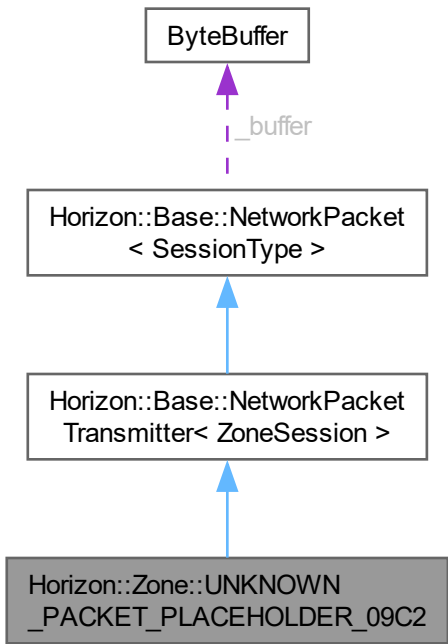 ByteBuffer
_buffer
Horizon::Base::NetworkPacket
< SessionType >
Horizon::Base::NetworkPacket
Transmitter< ZoneSession >
Horizon::Zone::UNKNOWN
_PACKET_PLACEHOLDER_09C2